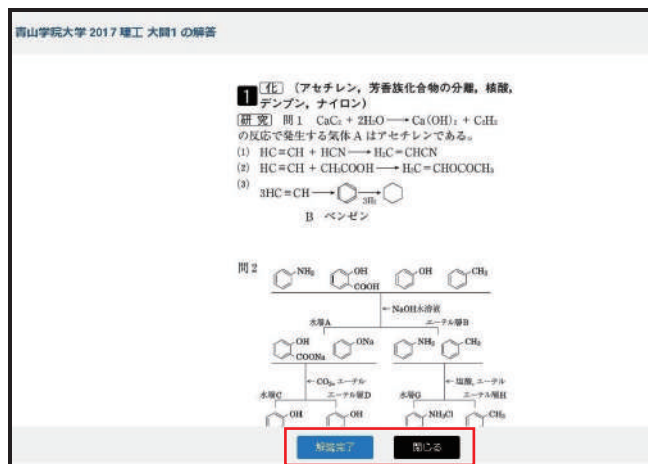 青山学院大学 2017 理工 大問1 の解答
1 化 (アセチレン, 芳香族化合物の分離, 核酸,
デンプン, ナイロン)
研究 問1 CaC₂ + 2H₂O → Ca(OH)₂ + C₂H₂
の反応で発生する気体 A はアセチレンである。
(1) HC≡CH + HCN → H₂C=CHCN
(2) HC≡CH + CH₃COOH → H₂C=CHOCOCH₃
(3) 3HC≡CH → 3H₂
B ベンゼン
問2 NH₂ OH COOH OH CH₃
←NaOH水溶液
水層A エーテル層B
OH COONa ONa NH₂ CH₃
←CO₂, エーテル ←塩酸, エーテル
水層C エーテル層D 水層G エーテル層H
OH OH NH₃Cl CH₃
解答完了 閉じる